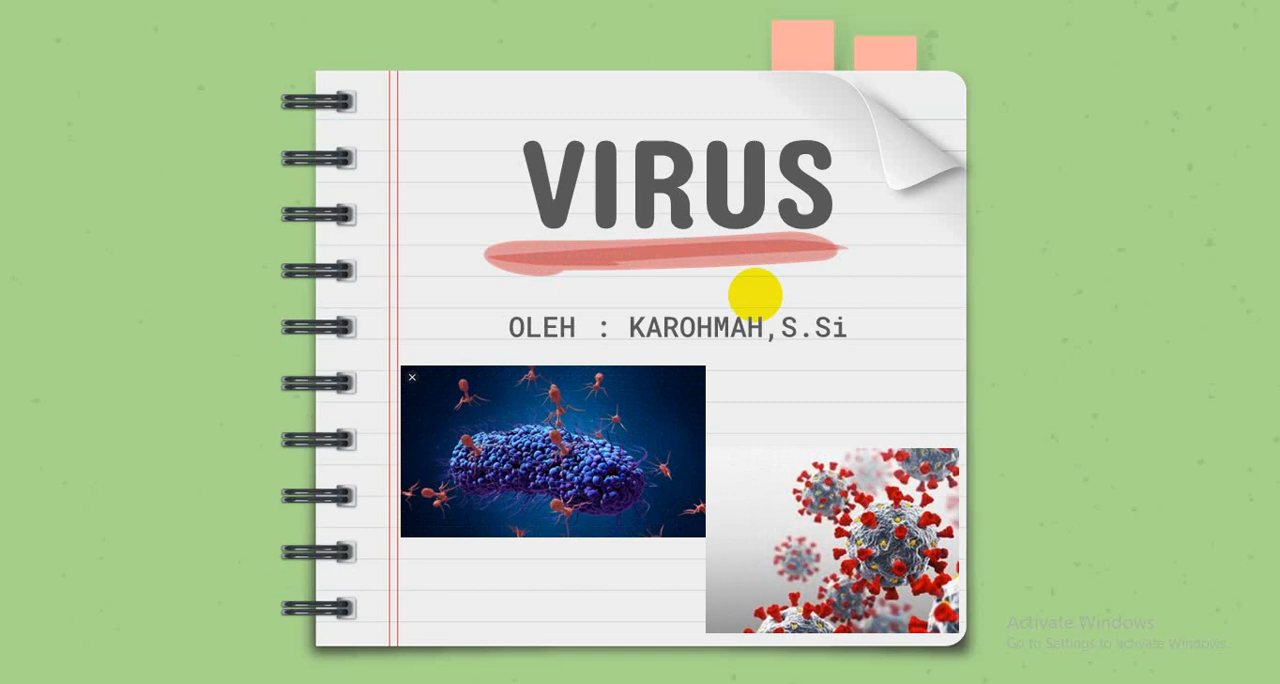 VIRUS
OLEH : KAROHMAH,S.Si
Activate Windows
Go to Settings to activate Windows.